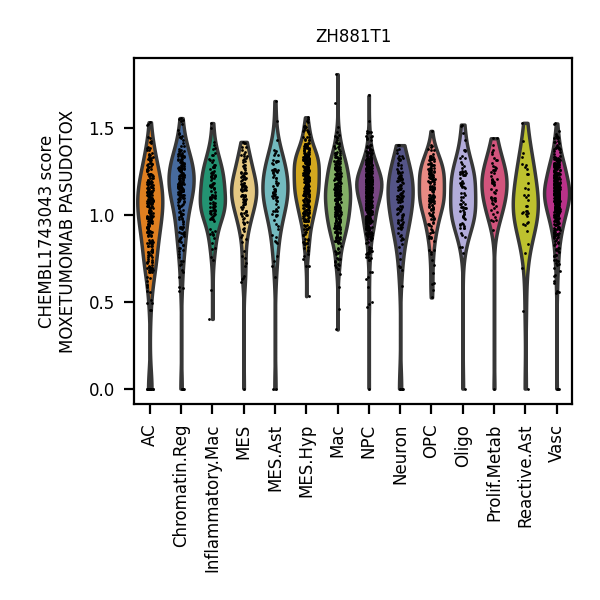 ZH881T1
CHEMBL1743043 score
MOXETUMOMAB PASUDOTOX
1.5
1.0
0.5
0.0
AC
Chromatin.Reg
Inflammatory.Mac
MES
MES.Ast
MES.Hyp
Mac
NPC
Neuron
OPC
Oligo
Prolif.Metab
Reactive.Ast
Vasc